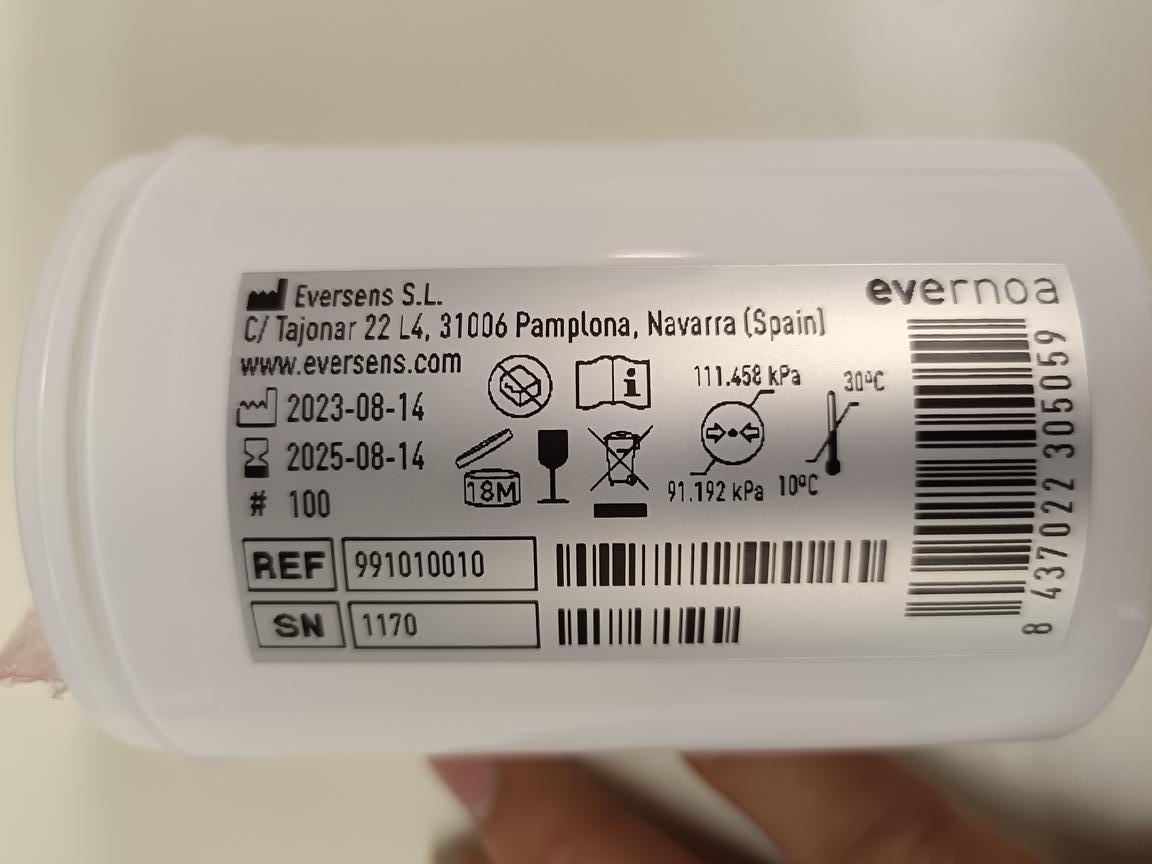 Eversens S.L.
C/ Tajonar 22 L4, 31006 Pamplona, Navarra (Spain)
www.eversens.com
2023-08-14
2025-08-14
# 100
18M
111.458 kPa
91.192 kPa
30ºC
10ºC
REF 991010010
SN 1170
evernoa
8 437022 305059